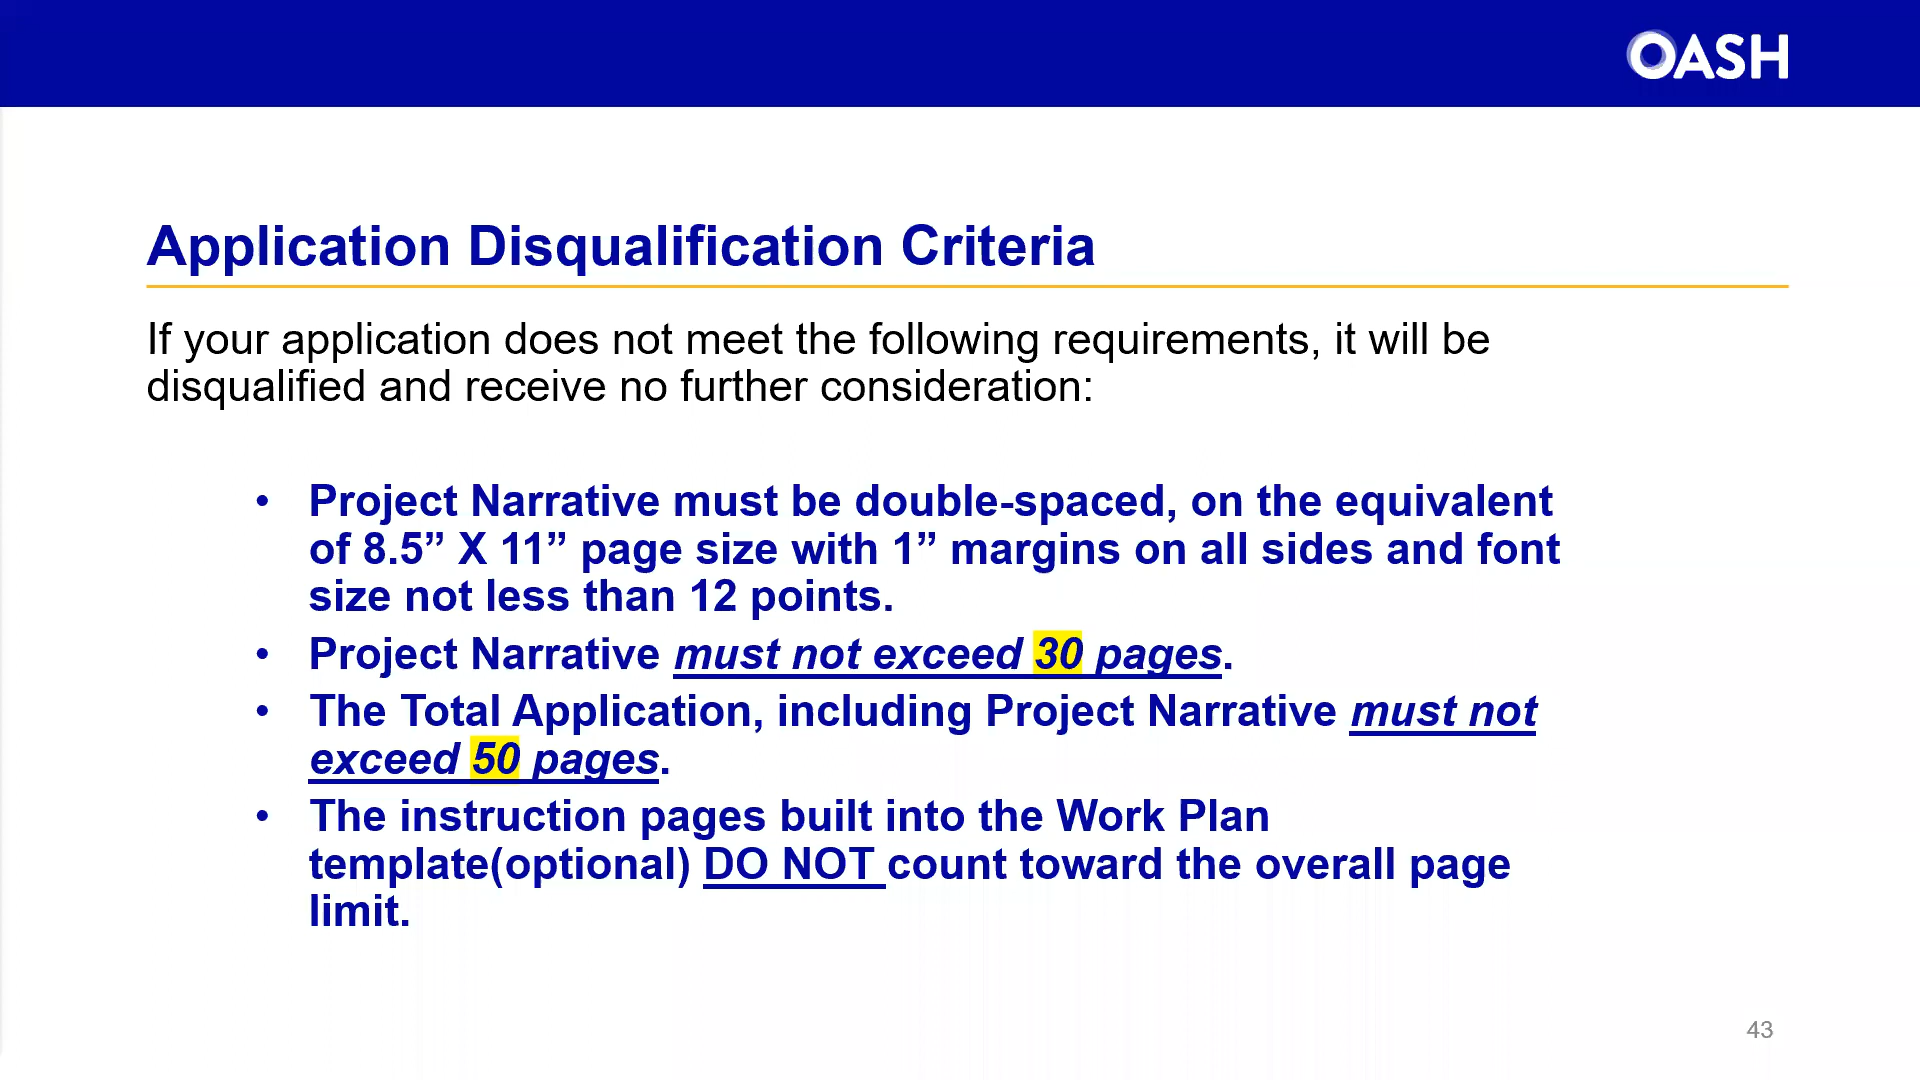 OASH
Application Disqualification Criteria
If your application does not meet the following requirements, it will be
disqualified and receive no further consideration:
• Project Narrative must be double-spaced, on the equivalent
of 8.5” X 11” page size with 1” margins on all sides and font
size not less than 12 points.
• Project Narrative must not exceed 30 pages.
• The Total Application, including Project Narrative must not
exceed 50 pages.
• The instruction pages built into the Work Plan
template(optional) DO NOT count toward the overall page
limit.
43